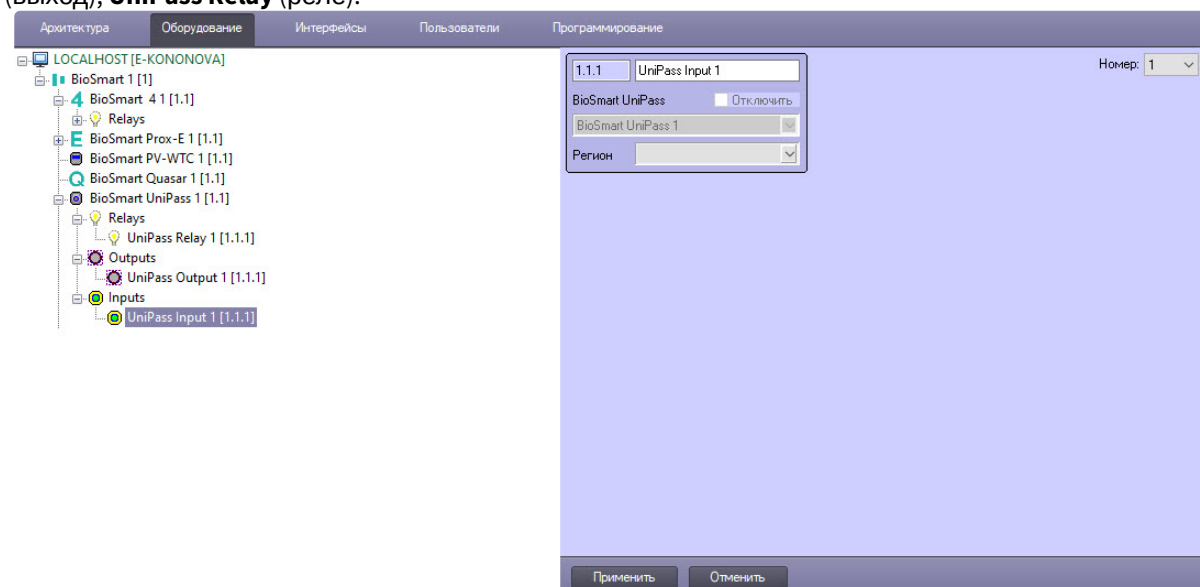 (выход), UniPass Relay (реле).
Архитектура Оборудование Интерфейсы Пользователи Программирование
LOCALHOST [E-KONONOVA]
BioSmart 1 [1]
4 BioSmart 4 1 [1.1]
Relays
E BioSmart Prox-E 1 [1.1]
BioSmart PV-WTC 1 [1.1]
BioSmart Quasar 1 [1.1]
BioSmart UniPass 1 [1.1]
Relays
UniPass Relay 1 [1.1.1]
Outputs
UniPass Output 1 [1.1.1]
Inputs
UniPass Input 1 [1.1.1]
1.1.1 UniPass Input 1
BioSmart UniPass Отключить
BioSmart UniPass 1
Регион
Номер: 1
Применить Отменить